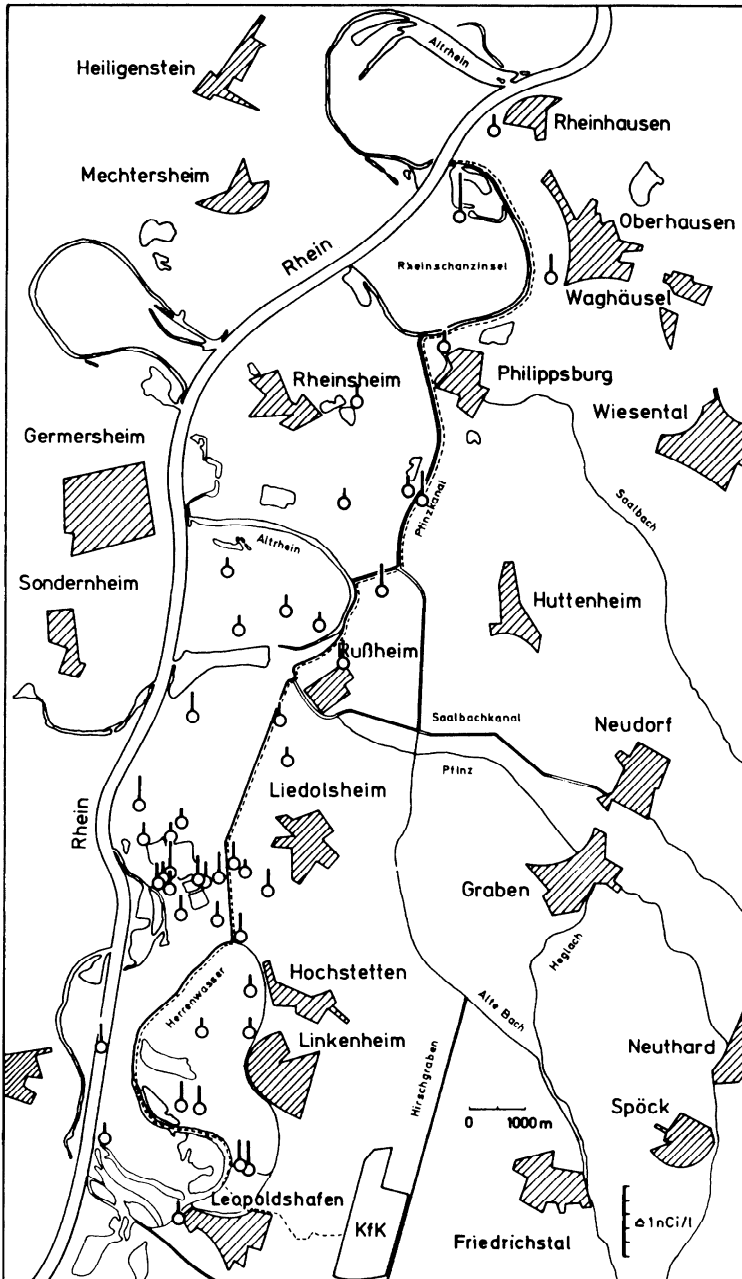 Heiligenstein
Altrhein
Rheinhausen
Mechtersheim
Oberhausen
Rhein
Rheinschanzinsel
Waghäusel
Rheinsheim
Philippsburg
Wiesental
Germersheim
Saalbach
Pfinzkanal
Altrhein
Sondernheim
Huttenheim
Rußheim
Saalbachkanal
Neudorf
Pfinz
Rhein
Liedolsheim
Graben
Heglach
Hochstetten
Herrenwasser
Alte Bach
Linkenheim
Neuthard
Hirschgraben
Spöck
0 1000 m
Leopoldshafen
KfK
≙ 1nCi/l
Friedrichstal